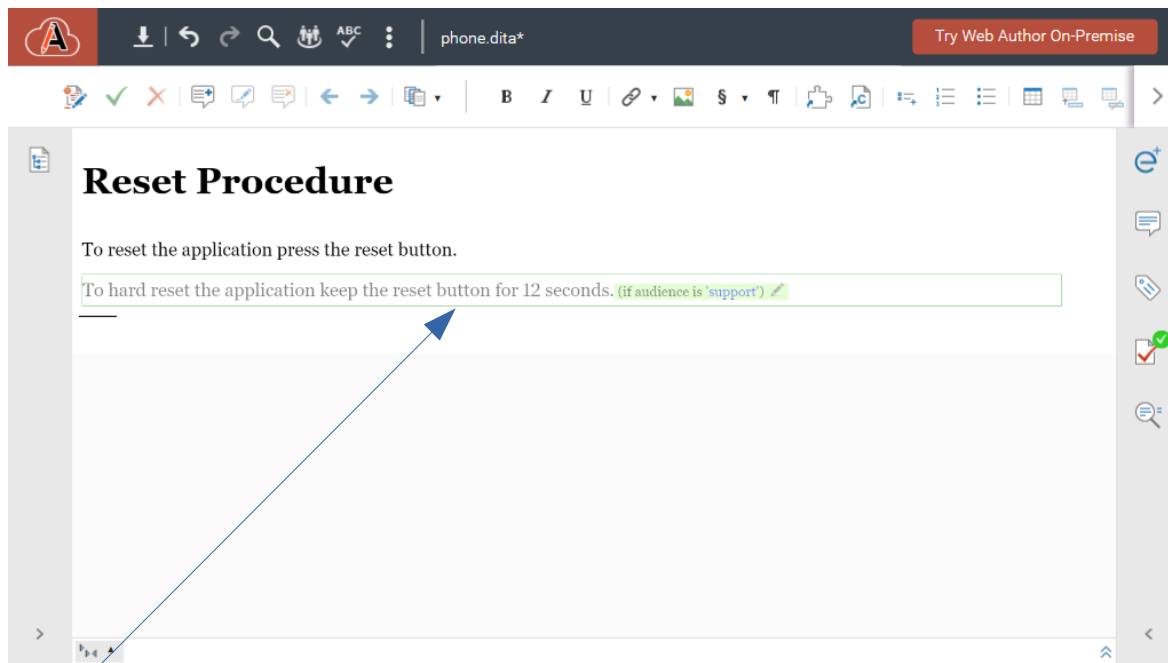 ABC
phone.dita*
Try Web Author On-Premise
B I U § ¶
Reset Procedure
To reset the application press the reset button.
To hard reset the application keep the reset button for 12 seconds. (if audience is 'support')